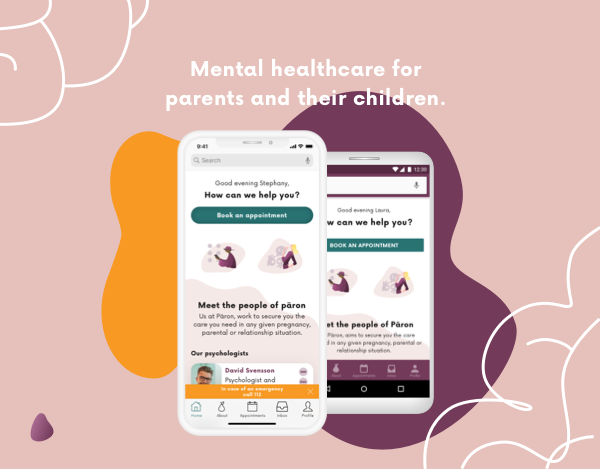 Mental healthcare for
parents and their children.
9:41
Search
Good evening Stephany,
How can we help you?
Book an appointment
Meet the people of päron
Us at Päron, work to secure you the
care you need in any given pregnancy,
parental or relationship situation.
Our psychologists
David Svensson
Psychologist and
In case of an emergency
call 112
Home
About
Appointments
Inbox
Profile
12:30
Good evening Laura,
w can we help you?
BOOK AN APPOINTMENT
et the people of Päron
Päron, aims to secure you the care
d in any given pregnancy, parental or
relationship situation.
About
Appointments
Inbox
Profile